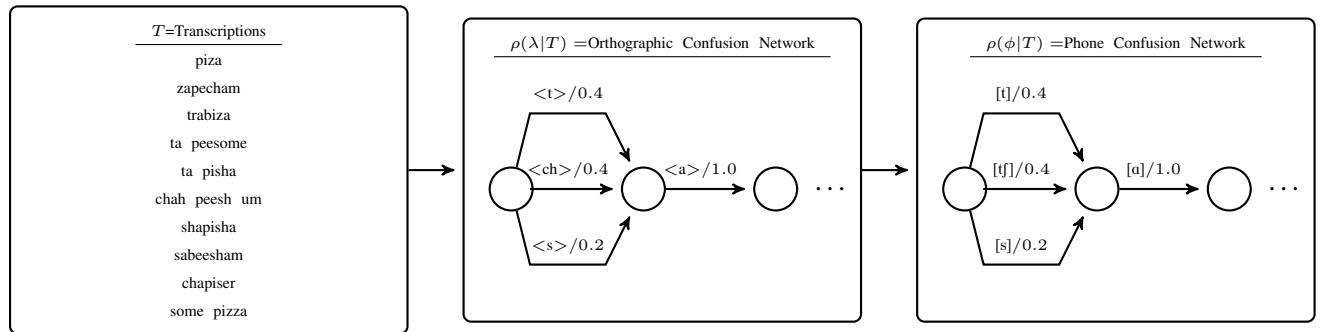 T=Transcriptions
piza
zapecham
trabiza
ta peesome
ta pisha
chah peesh um
shapisha
sabeesham
chapiser
some pizza
ρ(λ|T) =Orthographic Confusion Network
<t>/0.4
<ch>/0.4
<a>/1.0
...
<s>/0.2
ρ(ϕ|T) =Phone Confusion Network
[t]/0.4
[tʃ]/0.4
[ɑ]/1.0
...
[s]/0.2